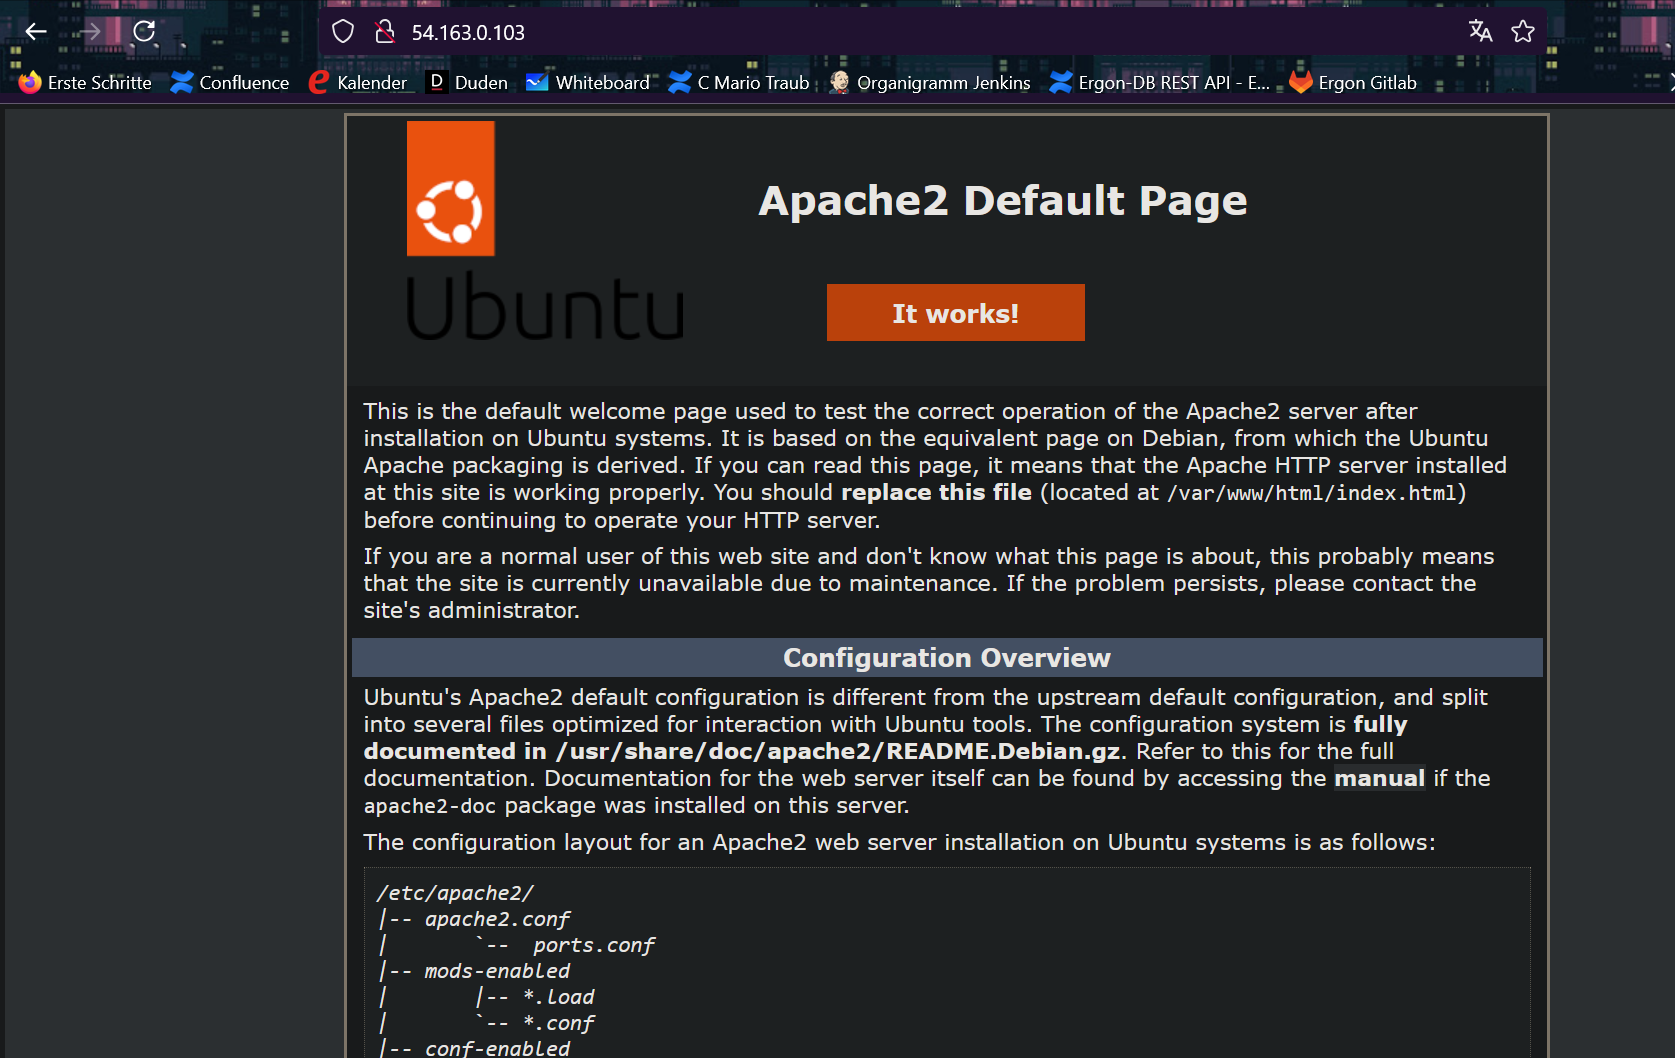 54.163.0.103
Erste Schritte Confluence Kalender Duden Whiteboard C Mario Traub Organigramm Jenkins Ergon-DB REST API - E... Ergon Gitlab
Apache2 Default Page
Ubuntu
It works!
This is the default welcome page used to test the correct operation of the Apache2 server after
installation on Ubuntu systems. It is based on the equivalent page on Debian, from which the Ubuntu
Apache packaging is derived. If you can read this page, it means that the Apache HTTP server installed
at this site is working properly. You should replace this file (located at /var/www/html/index.html)
before continuing to operate your HTTP server.
If you are a normal user of this web site and don't know what this page is about, this probably means
that the site is currently unavailable due to maintenance. If the problem persists, please contact the
site's administrator.
Configuration Overview
Ubuntu's Apache2 default configuration is different from the upstream default configuration, and split
into several files optimized for interaction with Ubuntu tools. The configuration system is fully
documented in /usr/share/doc/apache2/README.Debian.gz. Refer to this for the full
documentation. Documentation for the web server itself can be found by accessing the manual if the
apache2-doc package was installed on this server.
The configuration layout for an Apache2 web server installation on Ubuntu systems is as follows:
/etc/apache2/
|-- apache2.conf
|       `--  ports.conf
|-- mods-enabled
|       |-- *.load
|       `-- *.conf
|-- conf-enabled